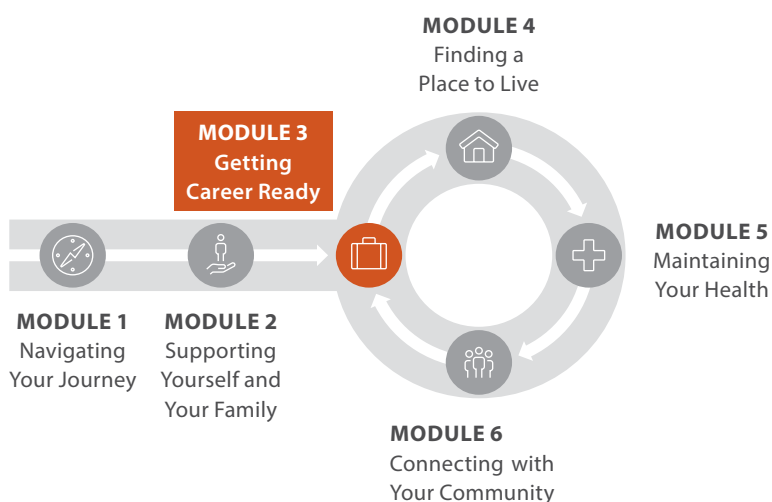 MODULE 4
Finding a
Place to Live
MODULE 3
Getting
Career Ready
MODULE 5
Maintaining
Your Health
MODULE 1
Navigating
Your Journey
MODULE 2
Supporting
Yourself and
Your Family
MODULE 6
Connecting with
Your Community